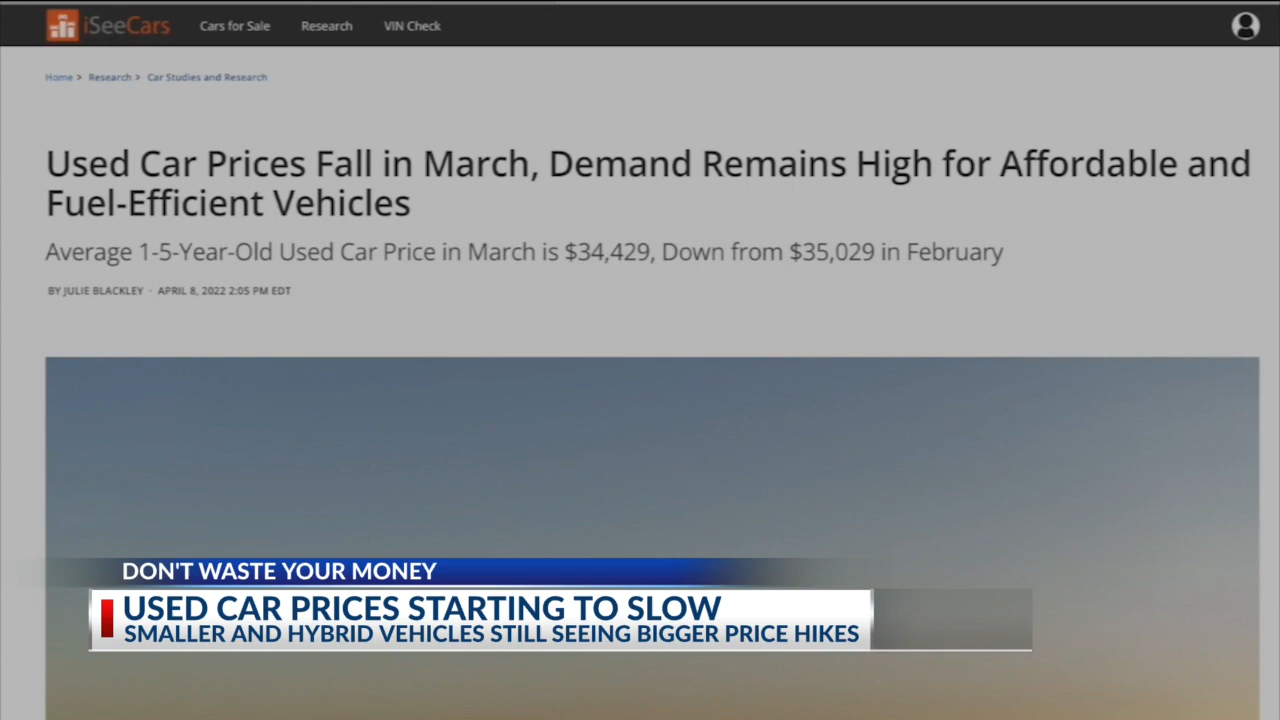 iSeeCars Cars for Sale Research VIN Check
Home > Research > Car Studies and Research
Used Car Prices Fall in March, Demand Remains High for Affordable and
Fuel-Efficient Vehicles
Average 1-5-Year-Old Used Car Price in March is $34,429, Down from $35,029 in February
BY JULIE BLACKLEY · APRIL 8, 2022 2:05 PM EDT
DON'T WASTE YOUR MONEY
USED CAR PRICES STARTING TO SLOW
SMALLER AND HYBRID VEHICLES STILL SEEING BIGGER PRICE HIKES